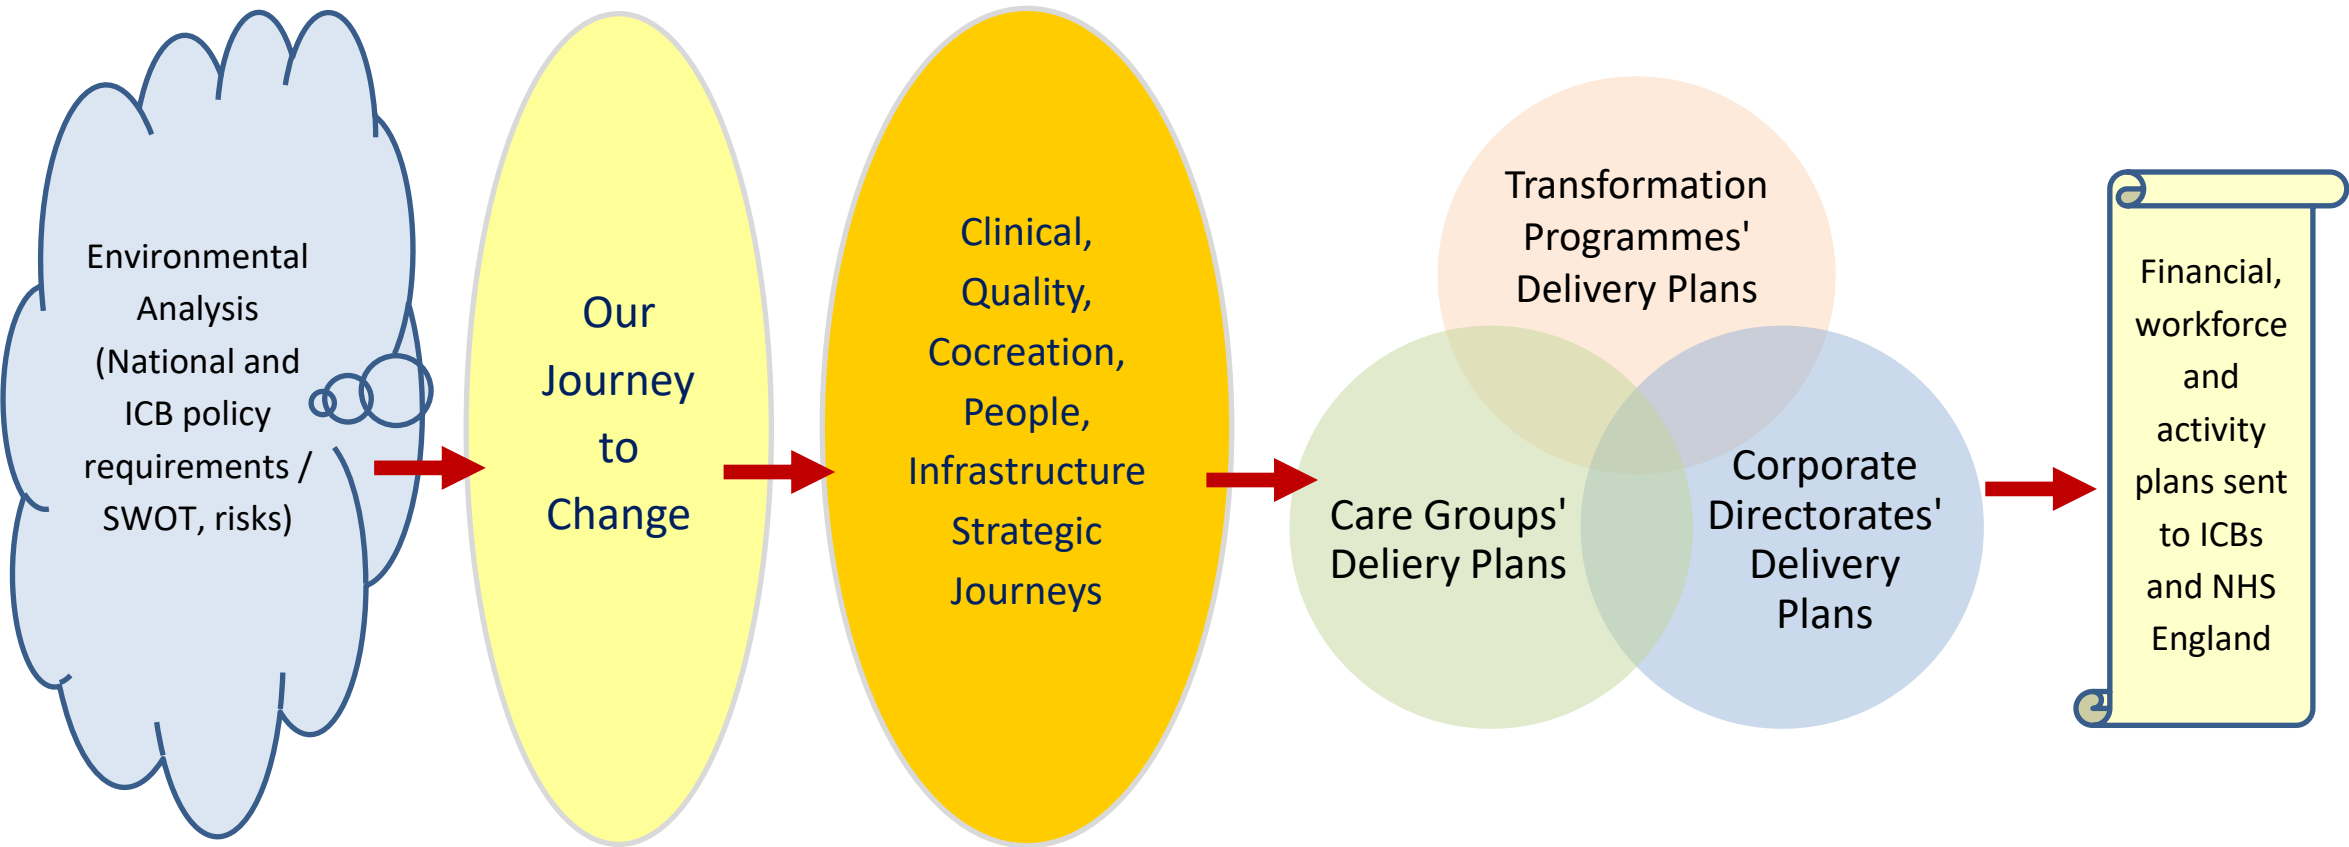 Environmental
Analysis
(National and
ICB policy
requirements /
SWOT, risks)
Our
Journey
to
Change
Clinical,
Quality,
Cocreation,
People,
Infrastructure
Strategic
Journeys
Transformation
Programmes'
Delivery Plans
Care Groups'
Deliery Plans
Corporate
Directorates'
Delivery
Plans
Financial,
workforce
and
activity
plans sent
to ICBs
and NHS
England